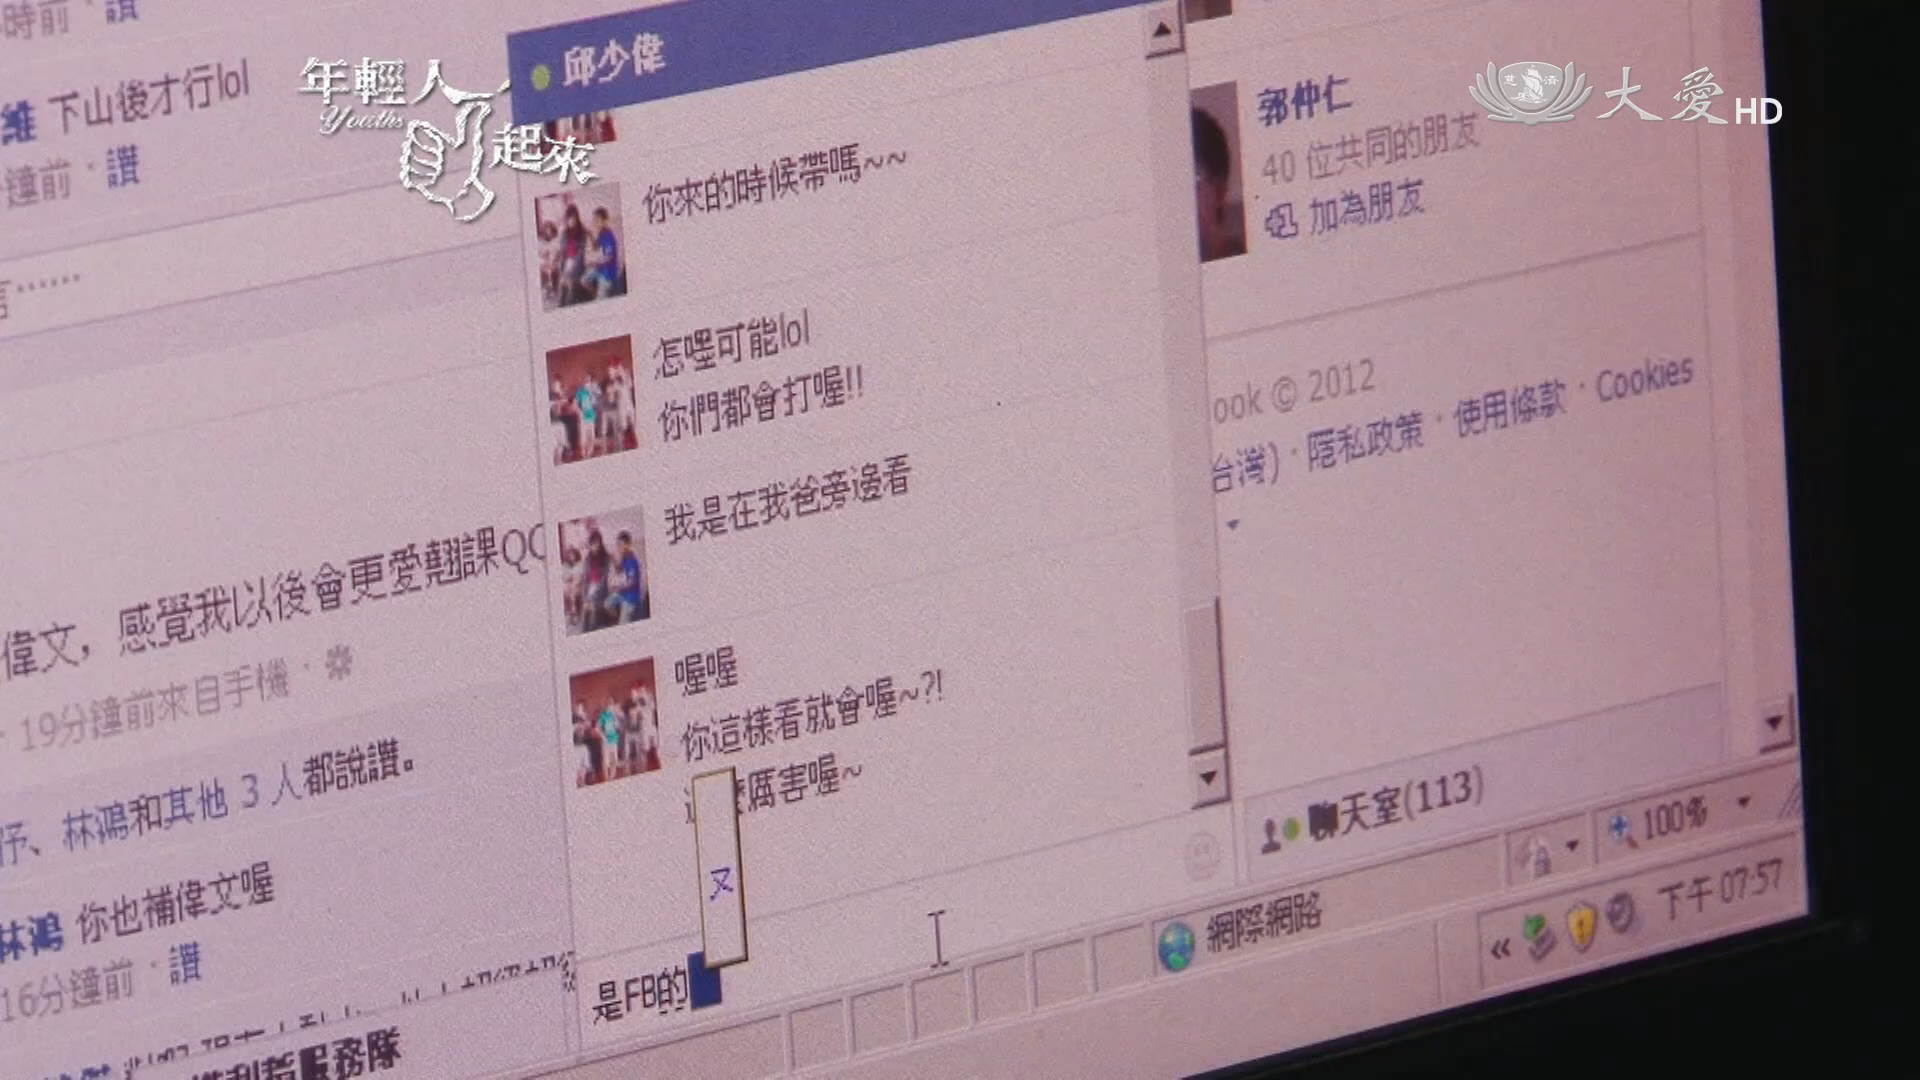 時前 · 讚
維 下山後才行lol
鐘前 · 讚
年輕人
Youths
起來
邱少偉
你來的時候帶嗎~~
怎嚜可能lol
你們都會打喔!!
我是在我爸旁邊看
喔喔
你這樣看就會喔~?!
厲害喔~
又
是FB的
偉文，感覺我以後會更愛翹課QQ
19分鐘前來自手機 ·
伃、林鴻和其他 3 人都說讚。
林鴻 你也補偉文喔
16分鐘前 · 讚
服務隊
郭仲仁
40 位共同的朋友
加為朋友
大愛HD
ook © 2012
台灣) · 隱私政策 · 使用條款 · Cookies
聊天室(113)
100%
網際網路
« 下午 07:57